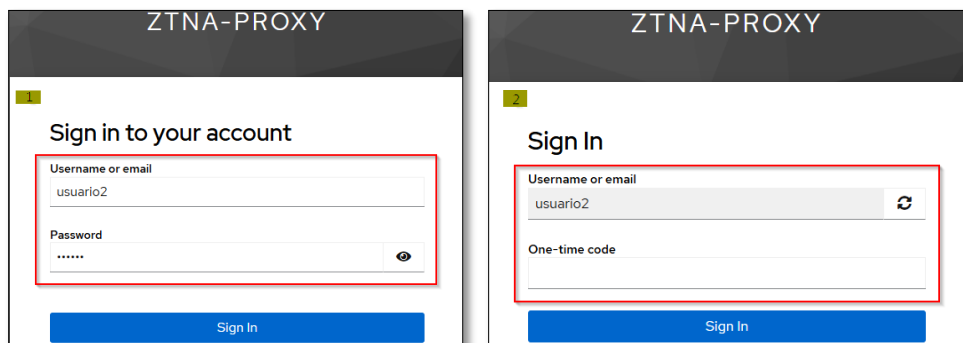 ZTNA-PROXY
1
Sign in to your account
Username or email
usuario2
Password
······
Sign In
ZTNA-PROXY
2
Sign In
Username or email
usuario2
One-time code
Sign In